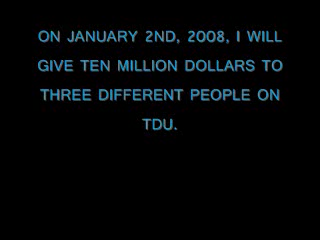 ON JANUARY 2ND, 2008, I WILL
GIVE TEN MILLION DOLLARS TO
THREE DIFFERENT PEOPLE ON
TDU.